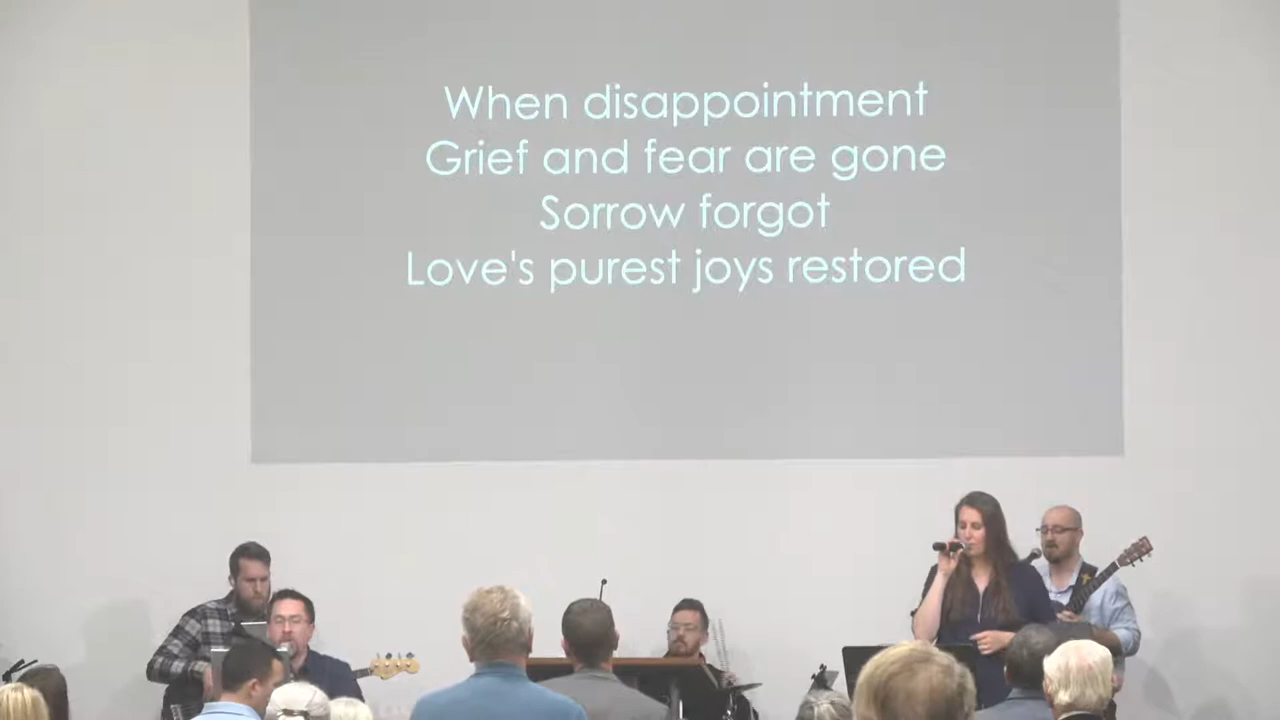 When disappointment
Grief and fear are gone
Sorrow forgot
Love's purest joys restored